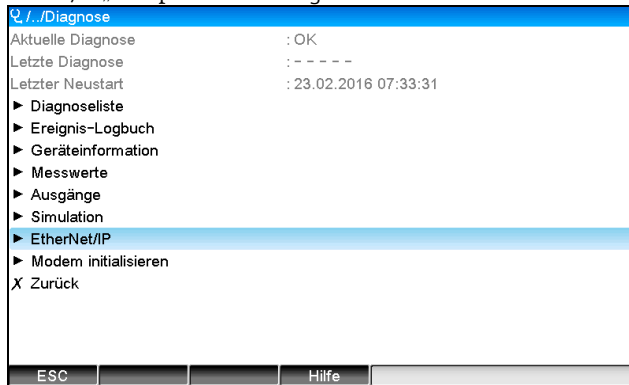 /../Diagnose
Aktuelle Diagnose : OK
Letzte Diagnose : - - - - -
Letzter Neustart : 23.02.2016 07:33:31
► Diagnoseliste
► Ereignis-Logbuch
► Geräteinformation
► Messwerte
► Ausgänge
► Simulation
► EtherNet/IP
► Modem initialisieren
X Zurück
ESC Hilfe